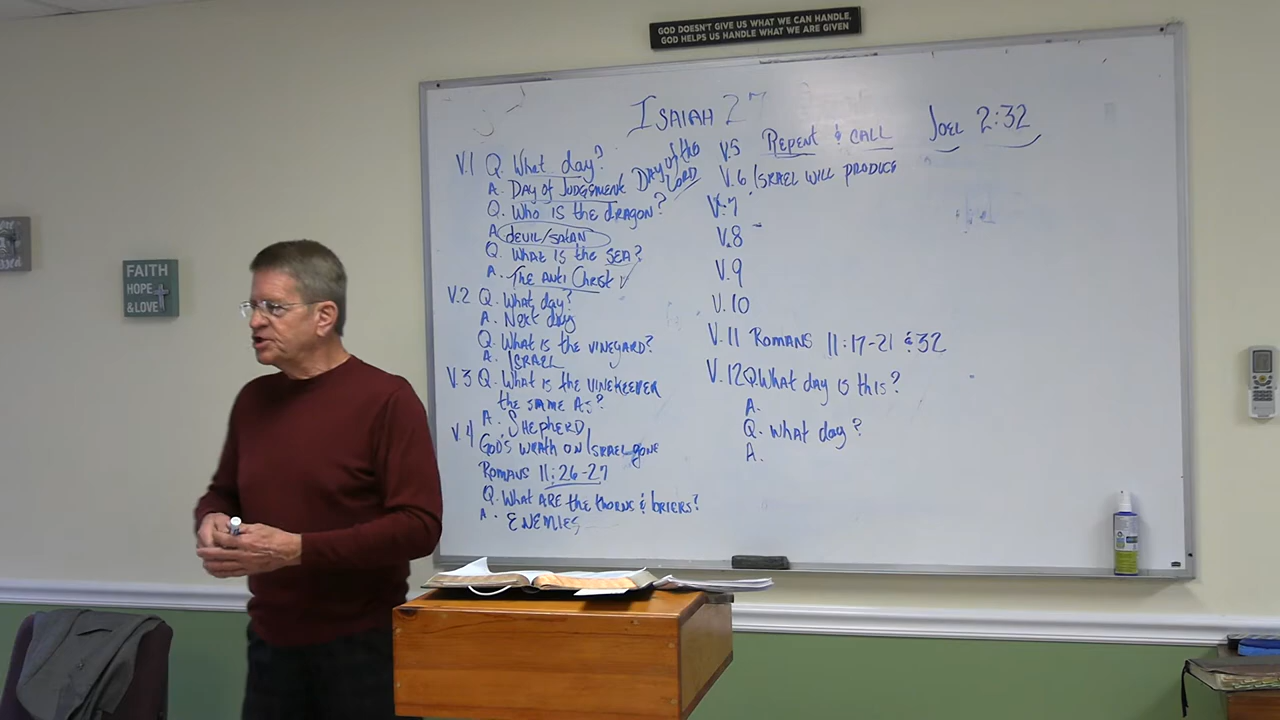 GOD DOESN'T GIVE US WHAT WE CAN HANDLE,
GOD HELPS US HANDLE WHAT WE ARE GIVEN
ISAIAH 27
V.1 Q. What day?
A. DAY of JUDGEMENT DAY of the LORD
Q. Who is the dragon?
A. devil/satan
Q. What is the SEA?
A. The Anti Christ
V.2 Q. What day?
A. Next day
Q. What is the vineyard?
A. ISRAEL
V.3 Q. What is the vinekeeper
the same as?
A. Shepherd
V.4 God's wrath on Israel gone
Romans 11:26-27
Q. What are the thorns & briers?
A. ENEMIES
V.5 Repent & CALL Joel 2:32
V.6 ISRAEL WILL PRODUCE
V.7
V.8
V.9
V.10
V.11 Romans 11:17-21 & 32
V.12 Q. What day is this?
A.
Q. What day?
A.
FAITH
HOPE
& LOVE